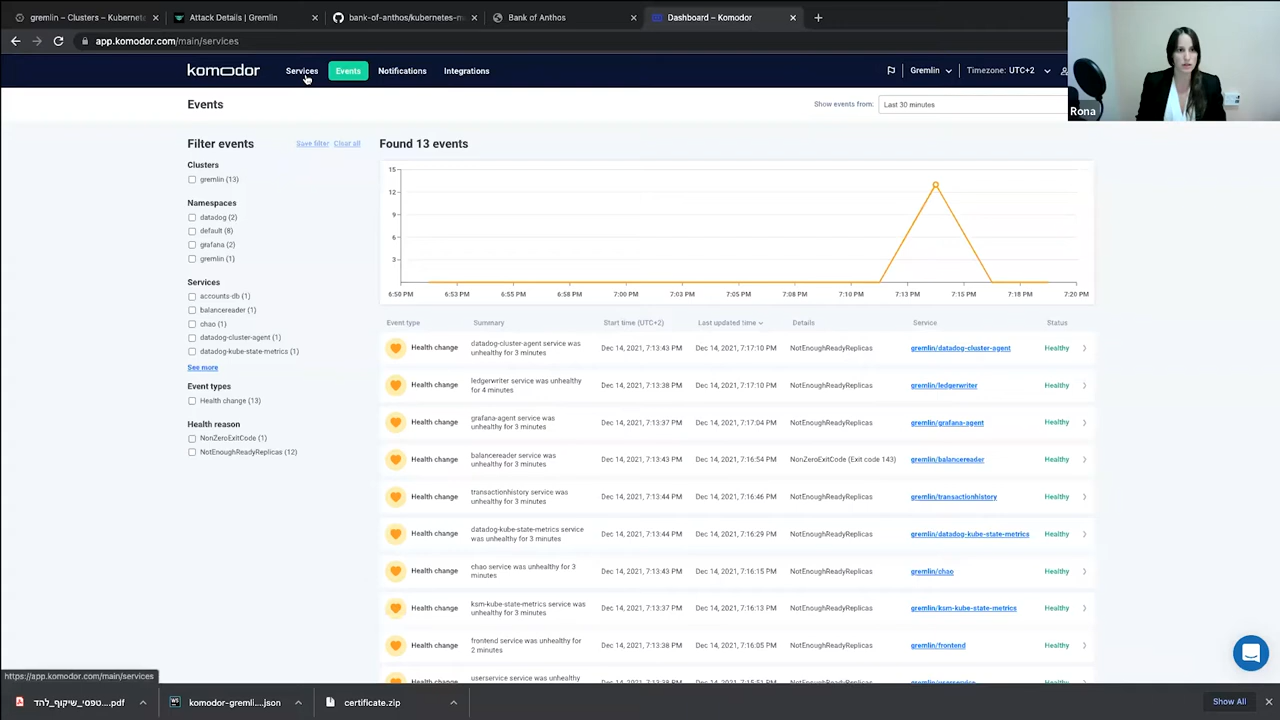 gremlin – Clusters – Kubernet
Attack Details | Gremlin
bank-of-anthos/kubernetes-m
Bank of Anthos
Dashboard – Komodor
app.komodor.com/main/services
komodor
Services
Events
Notifications
Integrations
Gremlin
Timezone: UTC+2
Rona
Events
Show events from:
Last 30 minutes
Filter events
Save filter
Clear all
Clusters
gremlin (13)
Namespaces
datadog (2)
default (8)
grafana (2)
gremlin (1)
Services
accounts-db (1)
balancereader (1)
chao (1)
datadog-cluster-agent (1)
datadog-kube-state-metrics (1)
See more
Event types
Health change (13)
Health reason
NonZeroExitCode (1)
NotEnoughReadyReplicas (12)
Found 13 events
15
12
9
6
3
6:50 PM 6:53 PM 6:55 PM 6:58 PM 7:00 PM 7:03 PM 7:05 PM 7:08 PM 7:10 PM 7:13 PM 7:15 PM 7:18 PM 7:20 PM
Event type Summary Start time (UTC+2) Last updated time Details Service Status
Health change datadog-cluster-agent service was unhealthy for 3 minutes Dec 14, 2021, 7:13:43 PM Dec 14, 2021, 7:17:10 PM NotEnoughReadyReplicas gremlin/datadog-cluster-agent Healthy
Health change ledgerwriter service was unhealthy for 4 minutes Dec 14, 2021, 7:13:38 PM Dec 14, 2021, 7:17:10 PM NotEnoughReadyReplicas gremlin/ledgerwriter Healthy
Health change grafana-agent service was unhealthy for 3 minutes Dec 14, 2021, 7:13:37 PM Dec 14, 2021, 7:17:04 PM NotEnoughReadyReplicas gremlin/grafana-agent Healthy
Health change balancereader service was unhealthy for 3 minutes Dec 14, 2021, 7:13:43 PM Dec 14, 2021, 7:16:54 PM NonZeroExitCode (Exit code 143) gremlin/balancereader Healthy
Health change transactionhistory service was unhealthy for 3 minutes Dec 14, 2021, 7:13:43 PM Dec 14, 2021, 7:16:46 PM NotEnoughReadyReplicas gremlin/transactionhistory Healthy
Health change datadog-kube-state-metrics service was unhealthy for 3 minutes Dec 14, 2021, 7:13:44 PM Dec 14, 2021, 7:16:29 PM NotEnoughReadyReplicas gremlin/datadog-kube-state-metrics Healthy
Health change chao service was unhealthy for 3 minutes Dec 14, 2021, 7:13:43 PM Dec 14, 2021, 7:16:15 PM NotEnoughReadyReplicas gremlin/chao Healthy
Health change ksm-kube-state-metrics service was unhealthy for 3 minutes Dec 14, 2021, 7:13:37 PM Dec 14, 2021, 7:16:13 PM NotEnoughReadyReplicas gremlin/ksm-kube-state-metrics Healthy
Health change frontend service was unhealthy for 2 minutes Dec 14, 2021, 7:13:38 PM Dec 14, 2021, 7:16:05 PM NotEnoughReadyReplicas gremlin/frontend Healthy
userservice service was unhealthy
https://app.komodor.com/main/services
ספפי_שיקוף_לחד....pdf
komodor-gremli....json
certificate.zip
Show All